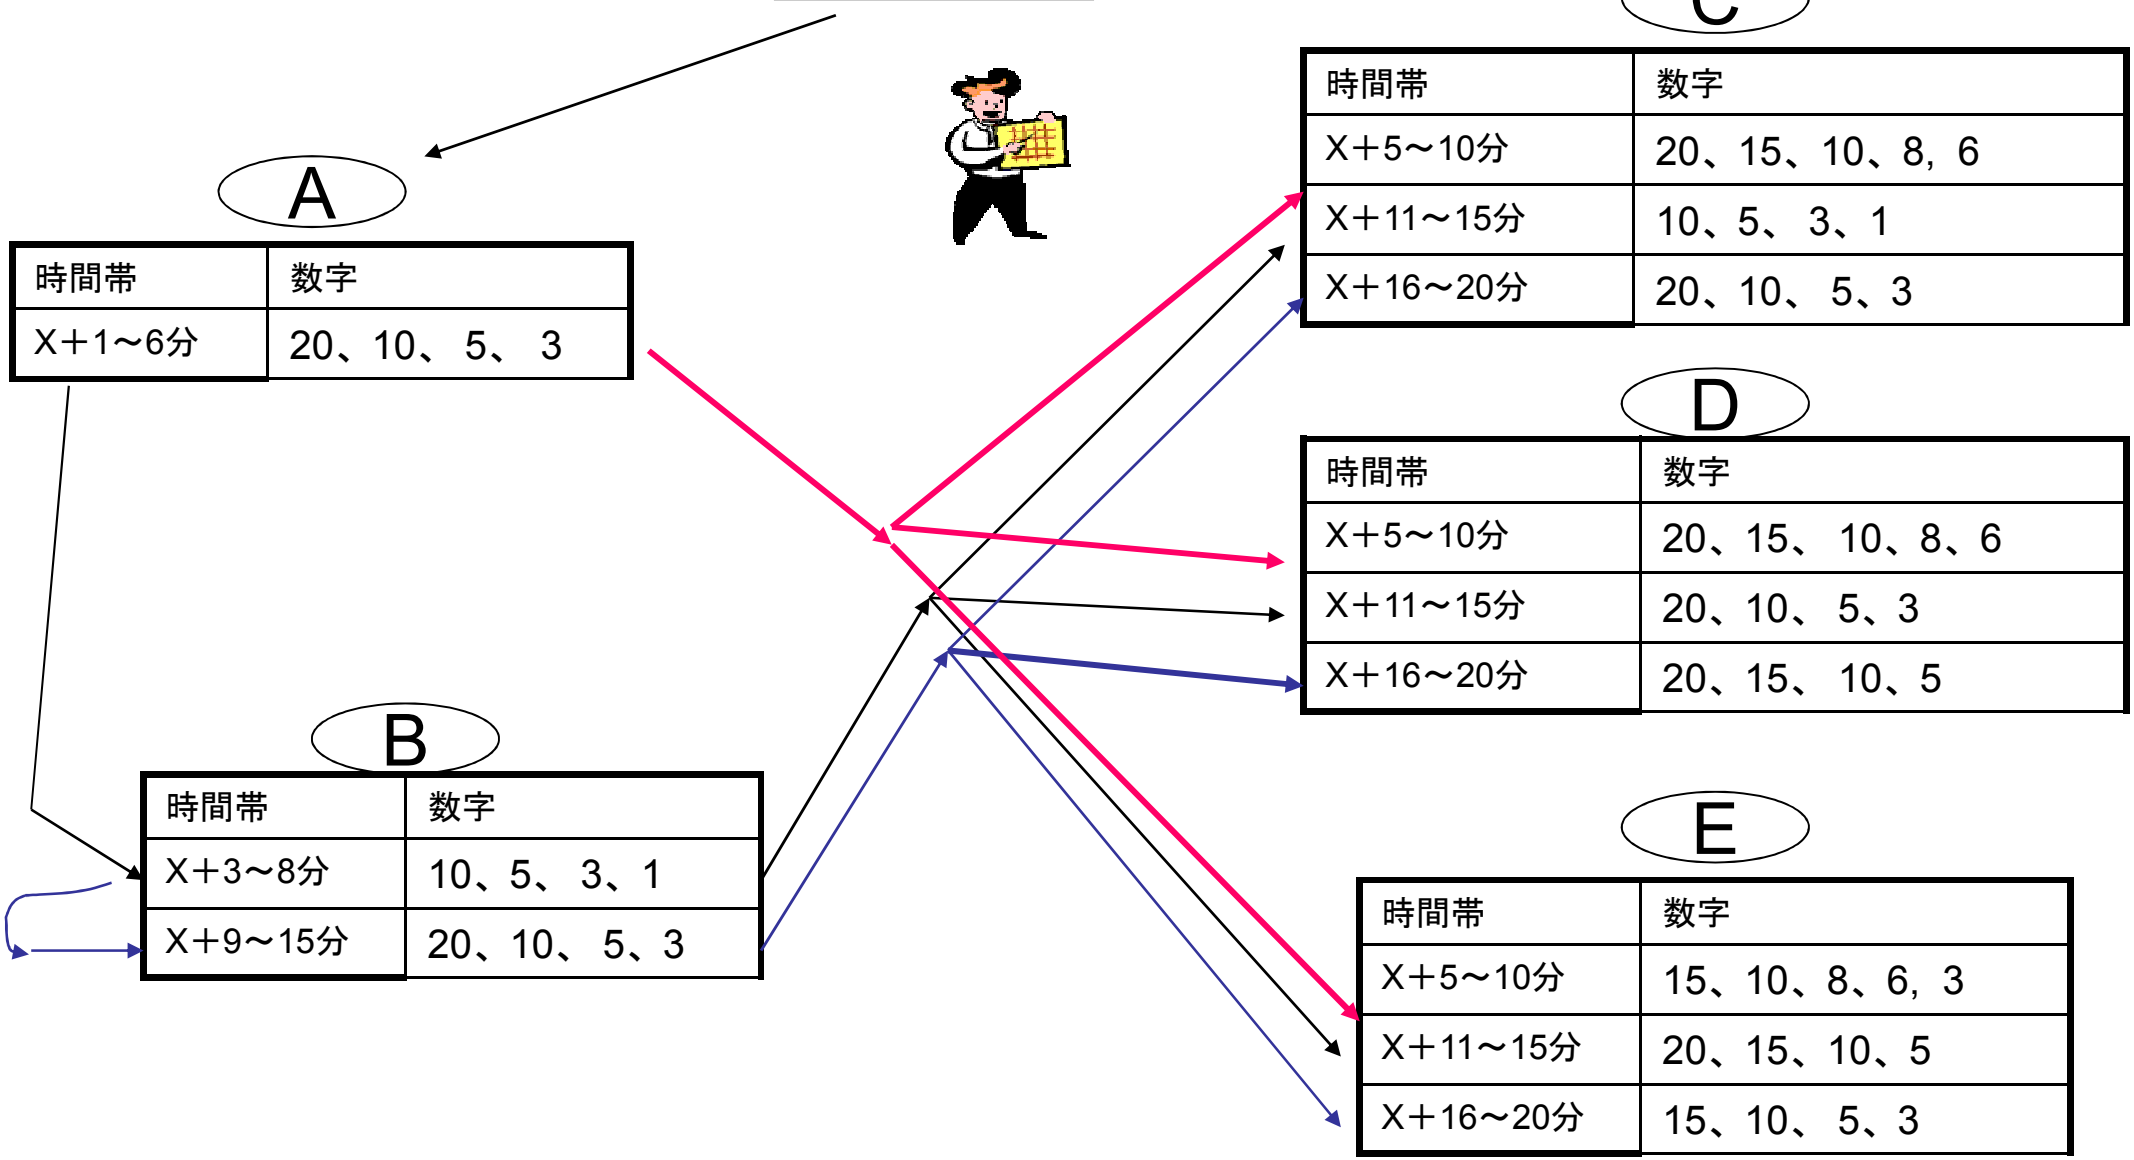 C
時間帯 数字
X+5~10分 20、15、10、8, 6
X+11~15分 10、5、 3、1
X+16~20分 20、10、 5、3
A
時間帯 数字
X+1~6分 20、10、 5、 3
D
時間帯 数字
X+5~10分 20、15、 10、8、6
X+11~15分 20、10、 5、3
X+16~20分 20、15、 10、5
B
時間帯 数字
X+3~8分 10、5、 3、1
X+9~15分 20、10、 5、3
E
時間帯 数字
X+5~10分 15、10、8、6, 3
X+11~15分 20、15、10、5
X+16~20分 15、10、 5、3